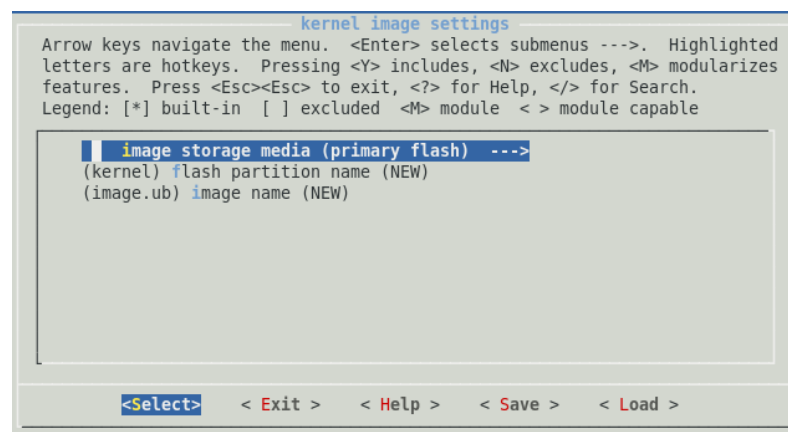 kernel image settings
Arrow keys navigate the menu.  <Enter> selects submenus --->.  Highlighted
letters are hotkeys.  Pressing <Y> includes, <N> excludes, <M> modularizes
features.  Press <Esc><Esc> to exit, <?> for Help, </> for Search.
Legend: [*] built-in  [ ] excluded  <M> module  < > module capable
image storage media (primary flash)  --->
(kernel) flash partition name (NEW)
(image.ub) image name (NEW)
<Select>    < Exit >    < Help >    < Save >    < Load >